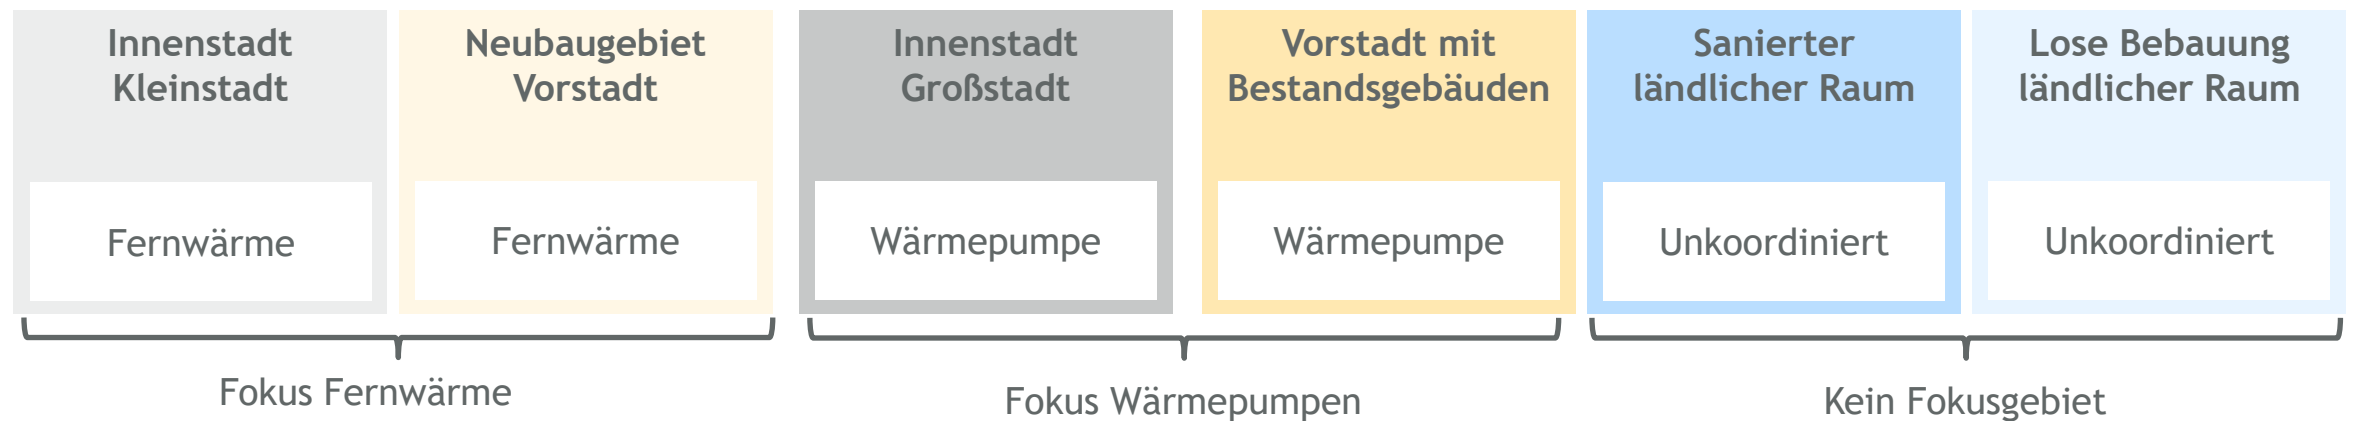 Innenstadt
Kleinstadt
Fernwärme
Neubaugebiet
Vorstadt
Fernwärme
Innenstadt
Großstadt
Wärmepumpe
Vorstadt mit
Bestandsgebäuden
Wärmepumpe
Sanierter
ländlicher Raum
Unkoordiniert
Lose Bebauung
ländlicher Raum
Unkoordiniert
Fokus Fernwärme
Fokus Wärmepumpen
Kein Fokusgebiet